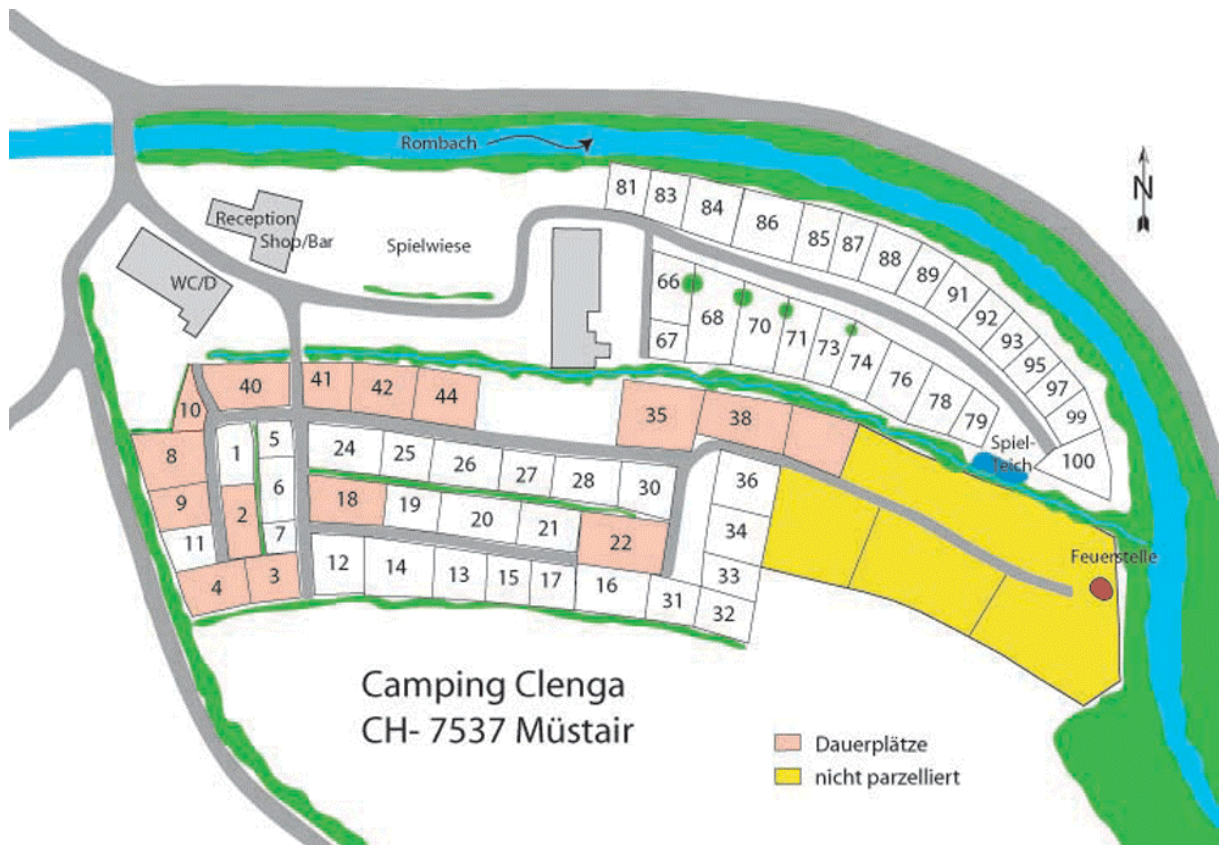 Rombach
N
81 83 84 86 85 87 88 89 91 92 93 95 97 99 100
Reception
Shop/Bar
Spielwiese
WC/D
66 68 70 71 73 74 76 78 79
67
Spiel-
teich
40 41 42 44 35 38
10
8 1 5 24 25 26 27 28 30 36
9 2 6 18 19 20 21 22 34
11 7 12 14 13 15 17 16 31 33
4 3 32
Feuerstelle
Camping Clenga
CH- 7537 Müstair
Dauerplätze
nicht parzelliert